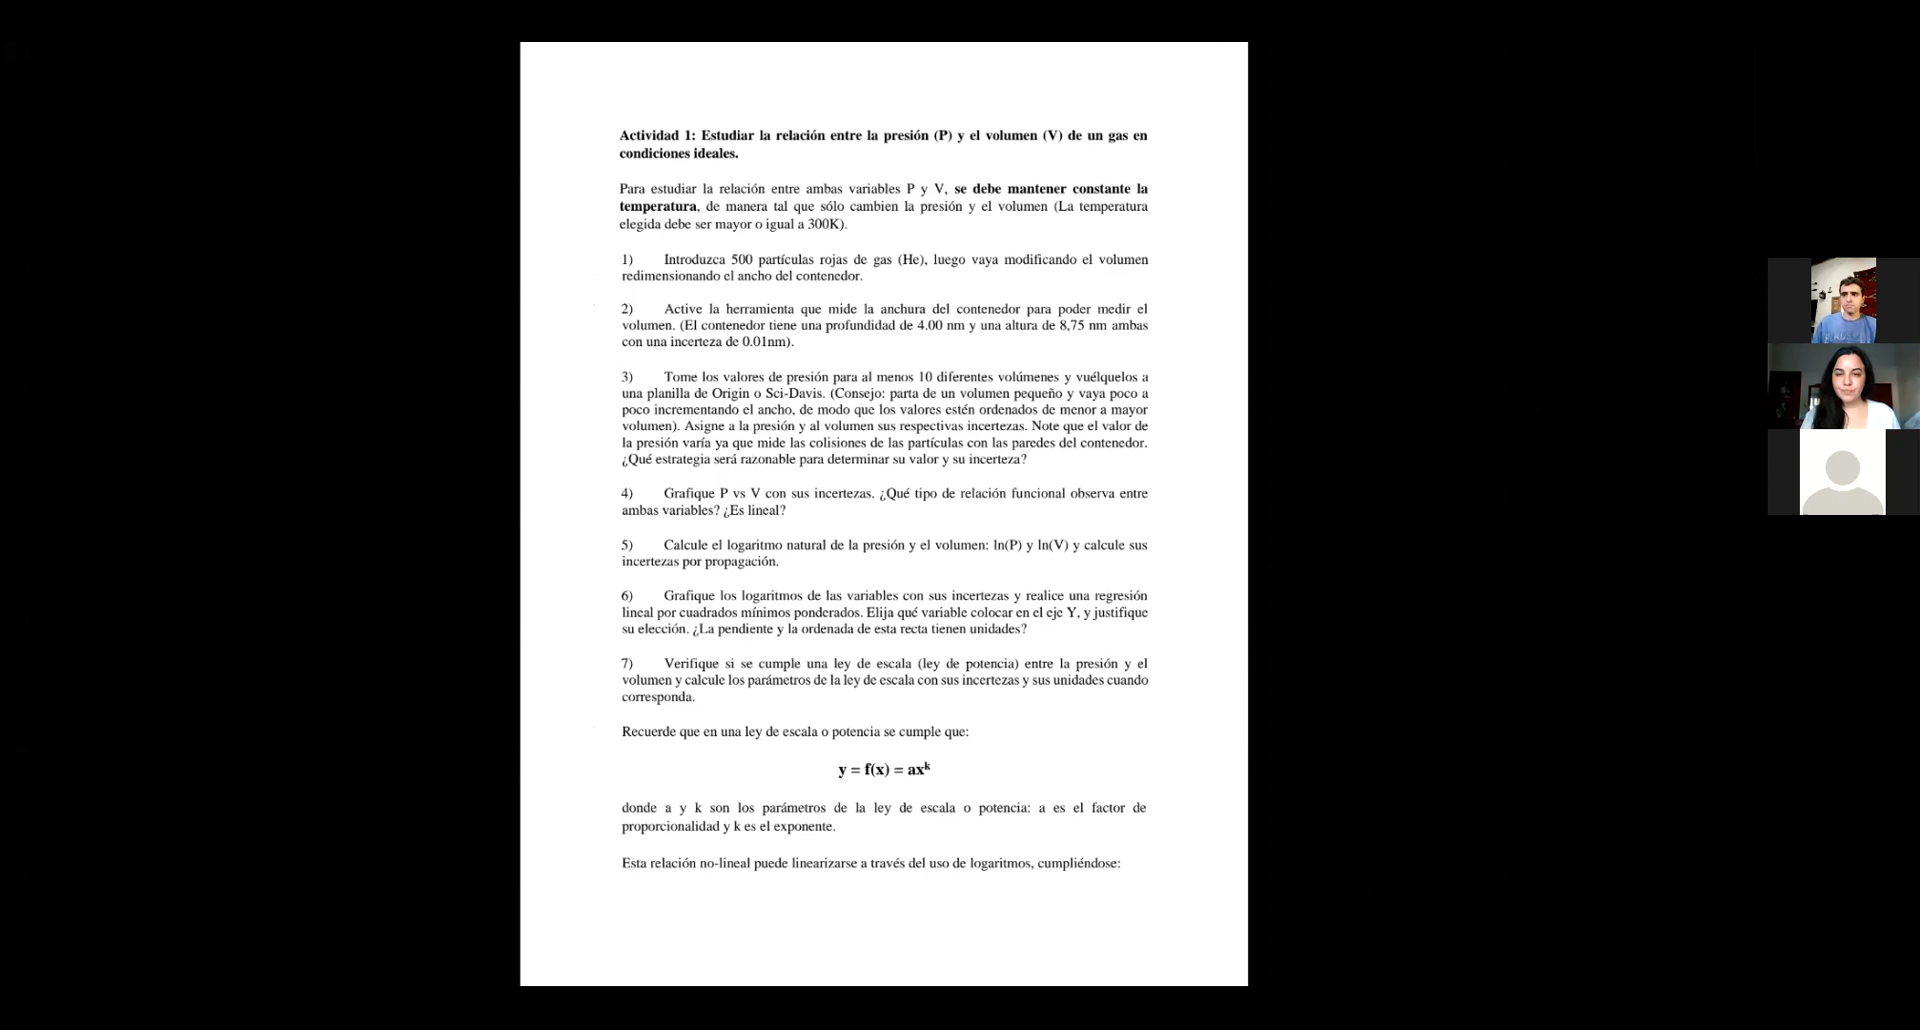 Actividad 1: Estudiar la relación entre la presión (P) y el volumen (V) de un gas en
condiciones ideales.
Para estudiar la relación entre ambas variables P y V, se debe mantener constante la
temperatura, de manera tal que sólo cambien la presión y el volumen (La temperatura
elegida debe ser mayor o igual a 300K).
1) Introduzca 500 partículas rojas de gas (He), luego vaya modificando el volumen
redimensionando el ancho del contenedor.
2) Active la herramienta que mide la anchura del contenedor para poder medir el
volumen. (El contenedor tiene una profundidad de 4.00 nm y una altura de 8,75 nm ambas
con una incerteza de 0.01nm).
3) Tome los valores de presión para al menos 10 diferentes volúmenes y vuélquelos a
una planilla de Origin o Sci-Davis. (Consejo: parta de un volumen pequeño y vaya poco a
poco incrementando el ancho, de modo que los valores estén ordenados de menor a mayor
volumen). Asigne a la presión y al volumen sus respectivas incertezas. Note que el valor de
la presión varía ya que mide las colisiones de las partículas con las paredes del contenedor.
¿Qué estrategia será razonable para determinar su valor y su incerteza?
4) Grafique P vs V con sus incertezas. ¿Qué tipo de relación funcional observa entre
ambas variables? ¿Es lineal?
5) Calcule el logaritmo natural de la presión y el volumen: ln(P) y ln(V) y calcule sus
incertezas por propagación.
6) Grafique los logaritmos de las variables con sus incertezas y realice una regresión
lineal por cuadrados mínimos ponderados. Elija qué variable colocar en el eje Y, y justifique
su elección. ¿La pendiente y la ordenada de esta recta tienen unidades?
7) Verifique si se cumple una ley de escala (ley de potencia) entre la presión y el
volumen y calcule los parámetros de la ley de escala con sus incertezas y sus unidades cuando
corresponda.
Recuerde que en una ley de escala o potencia se cumple que:
y = f(x) = ax^k
donde a y k son los parámetros de la ley de escala o potencia: a es el factor de
proporcionalidad y k es el exponente.
Esta relación no-lineal puede linearizarse a través del uso de logaritmos, cumpliéndose: